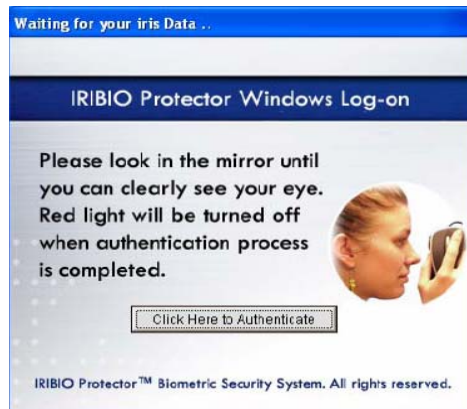 Waiting for your iris Data ..
IRIBIO Protector Windows Log-on
Please look in the mirror until
you can clearly see your eye.
Red light will be turned off
when authentication process
is completed.
Click Here to Authenticate
IRIBIO Protector™ Biometric Security System. All rights reserved.